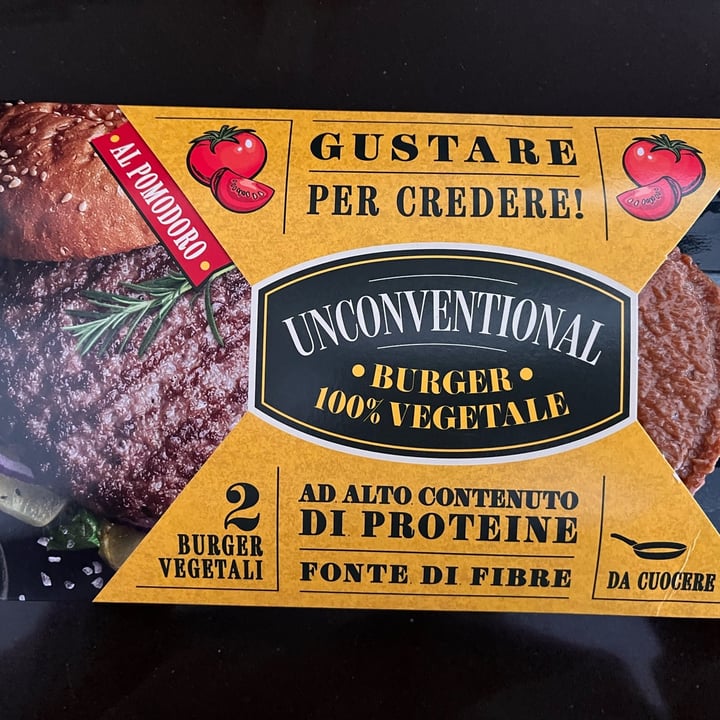 GUSTARE
PER CREDERE!
AL POMODORO
UNCONVENTIONAL
• BURGER •
100% VEGETALE
2
BURGER
VEGETALI
AD ALTO CONTENUTO
DI PROTEINE
FONTE DI FIBRE
DA CUOCERE